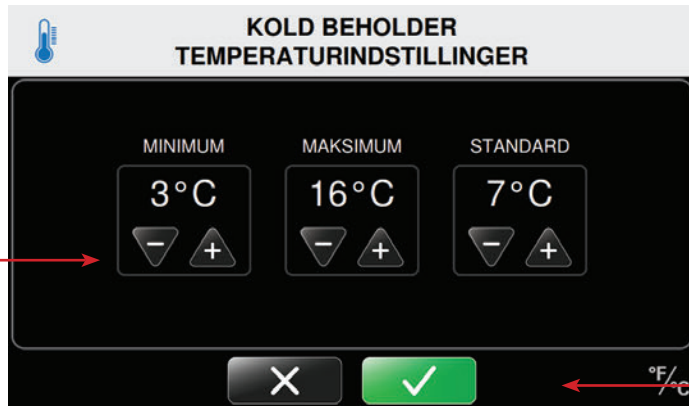 KOLD BEHOLDER
TEMPERATURINDSTILLINGER
MINIMUM MAKSIMUM STANDARD
3°C 16°C 7°C
- + - + - +
°F/°C